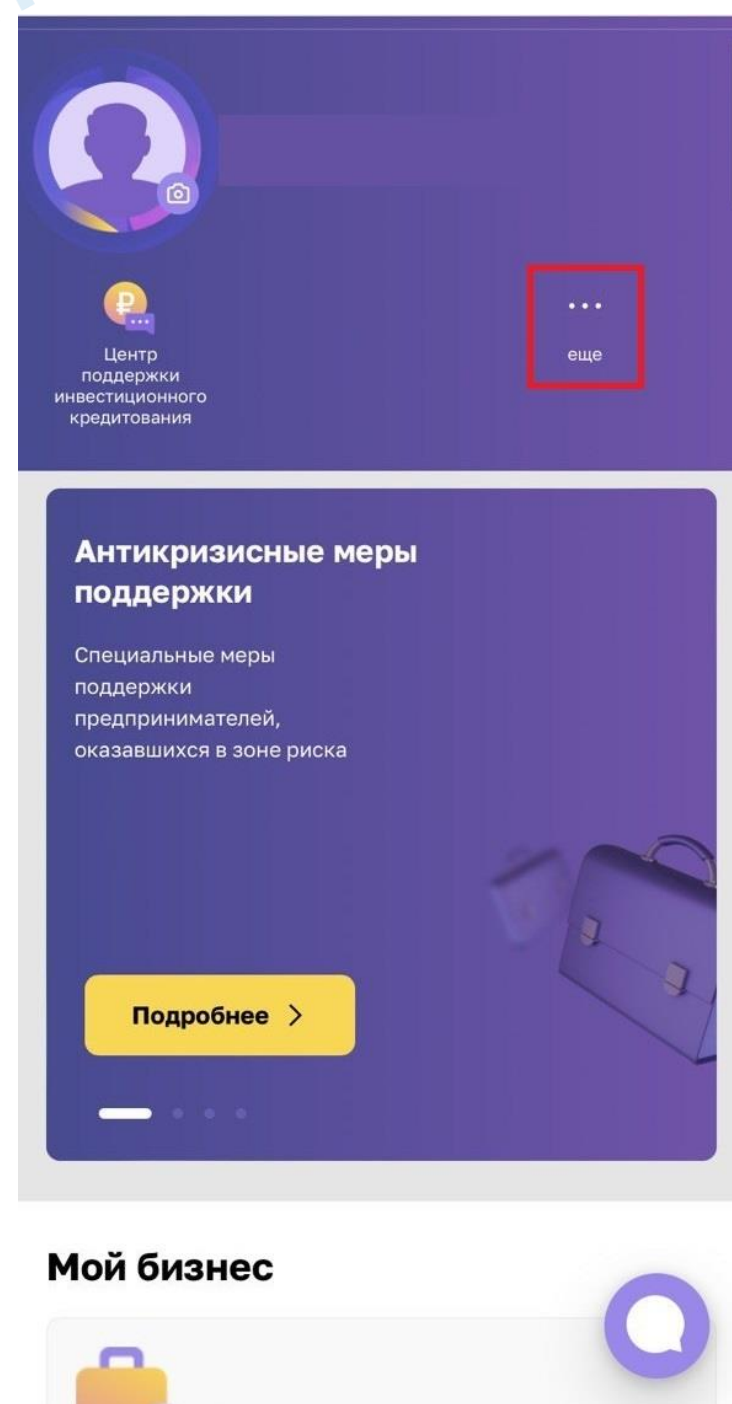 Центр
поддержки
инвестиционного
кредитования
еще
Антикризисные меры
поддержки
Специальные меры
поддержки
предпринимателей,
оказавшихся в зоне риска
Подробнее
Мой бизнес